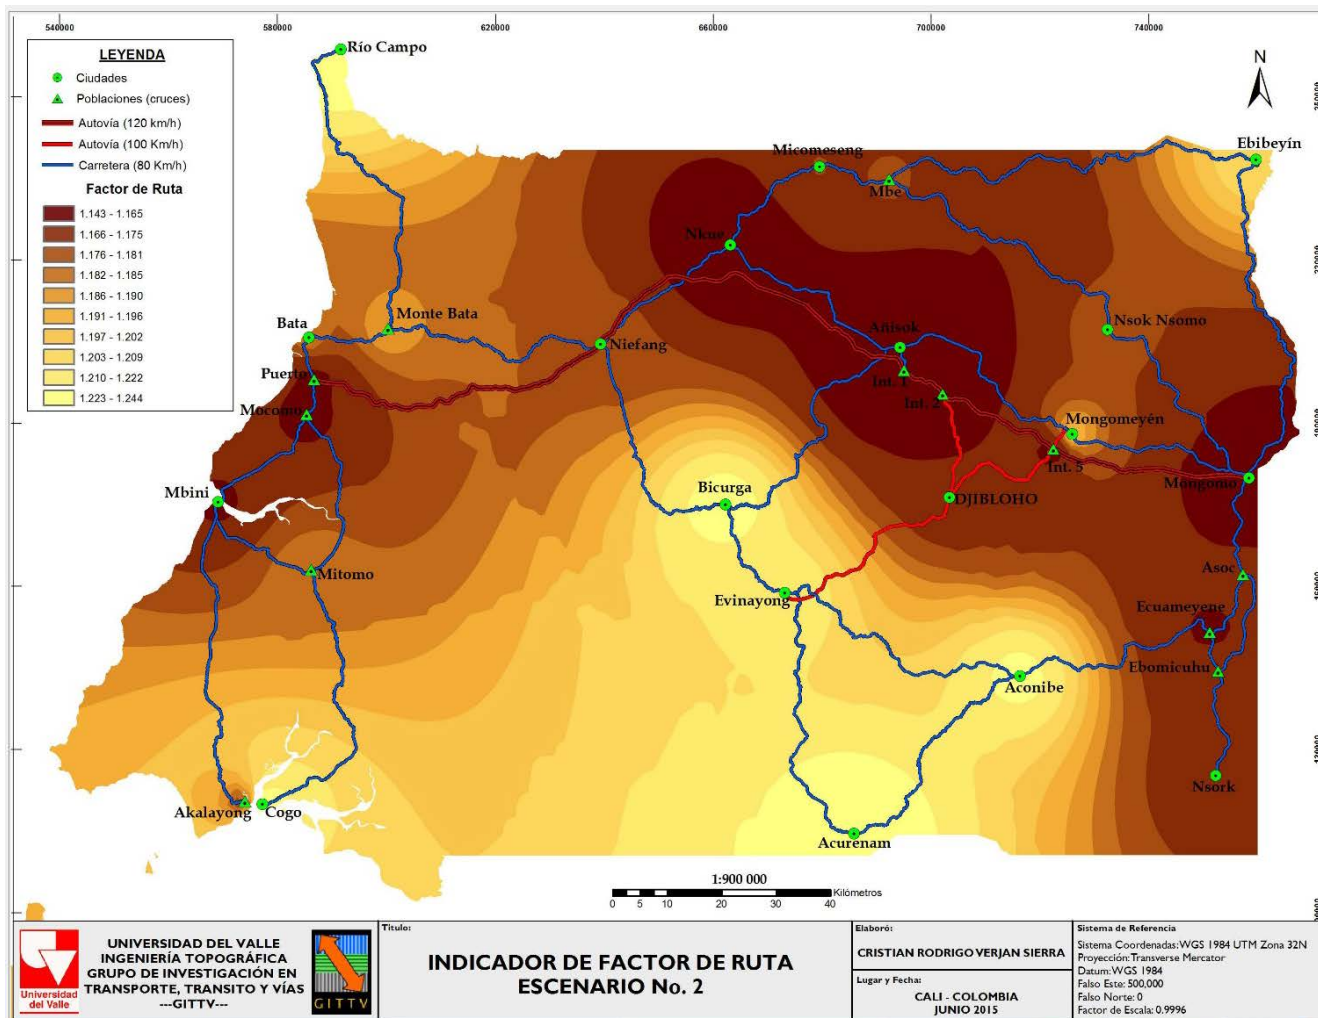 540000
580000
620000
660000
700000
740000
LEYENDA
Ciudades
Poblaciones (cruces)
Autovía (120 km/h)
Autovía (100 Km/h)
Carretera (80 Km/h)
Factor de Ruta
1.143 - 1.165
1.166 - 1.175
1.176 - 1.181
1.182 - 1.185
1.186 - 1.190
1.191 - 1.196
1.197 - 1.202
1.203 - 1.209
1.210 - 1.222
1.223 - 1.244
Río Campo
N
Micomeseng
Ebibeyín
Mbe
Nkue
Monte Bata
Bata
Niefang
Añisok
Nsok Nsomo
Puerto
Int. 1
Mocomo
Int. 2
Mongomeyén
Int. 5
Mongomo
Mbini
Bicurga
DJIBLOHO
Mitomo
Asoc
Evinayong
Ecuameyene
Ebomicuhu
Aconibe
Nsork
Akalayong
Cogo
Acurenam
1:900 000
0 5 10 20 30 40
Kilómetros
Universidad
del Valle
UNIVERSIDAD DEL VALLE
INGENIERÍA TOPOGRÁFICA
GRUPO DE INVESTIGACIÓN EN
TRANSPORTE, TRANSITO Y VÍAS
---GITTV---
GITTV
Titulo:
INDICADOR DE FACTOR DE RUTA
ESCENARIO No. 2
Elaboró:
CRISTIAN RODRIGO VERJAN SIERRA
Lugar y Fecha:
CALI - COLOMBIA
JUNIO 2015
Sistema de Referencia
Sistema Coordenadas: WGS 1984 UTM Zona 32N
Proyección: Transverse Mercator
Datum: WGS 1984
Falso Este: 500,000
Falso Norte: 0
Factor de Escala: 0.9996